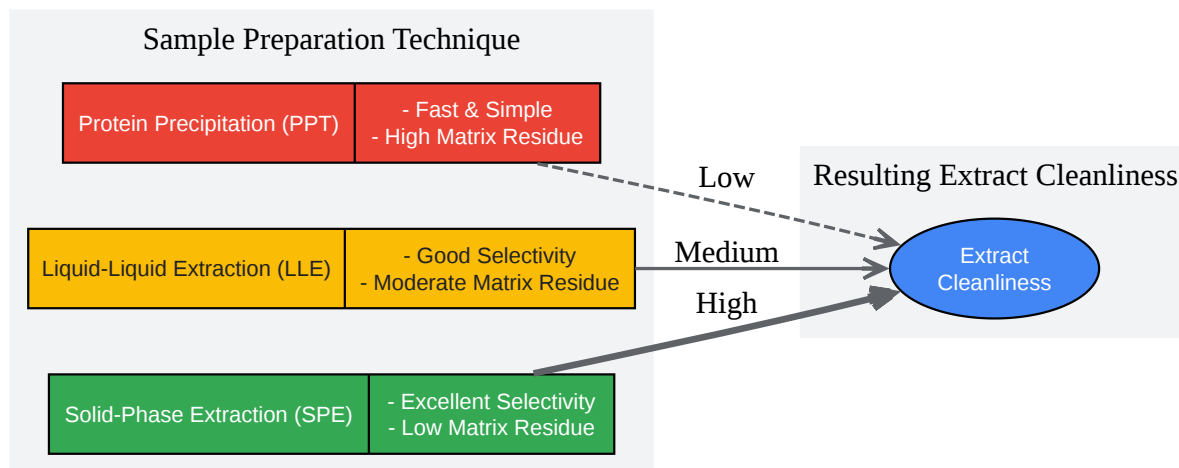 Sample Preparation Technique
Protein Precipitation (PPT)
- Fast & Simple
- High Matrix Residue
Low
Resulting Extract Cleanliness
Liquid-Liquid Extraction (LLE)
- Good Selectivity
- Moderate Matrix Residue
Medium
Extract
Cleanliness
High
Solid-Phase Extraction (SPE)
- Excellent Selectivity
- Low Matrix Residue